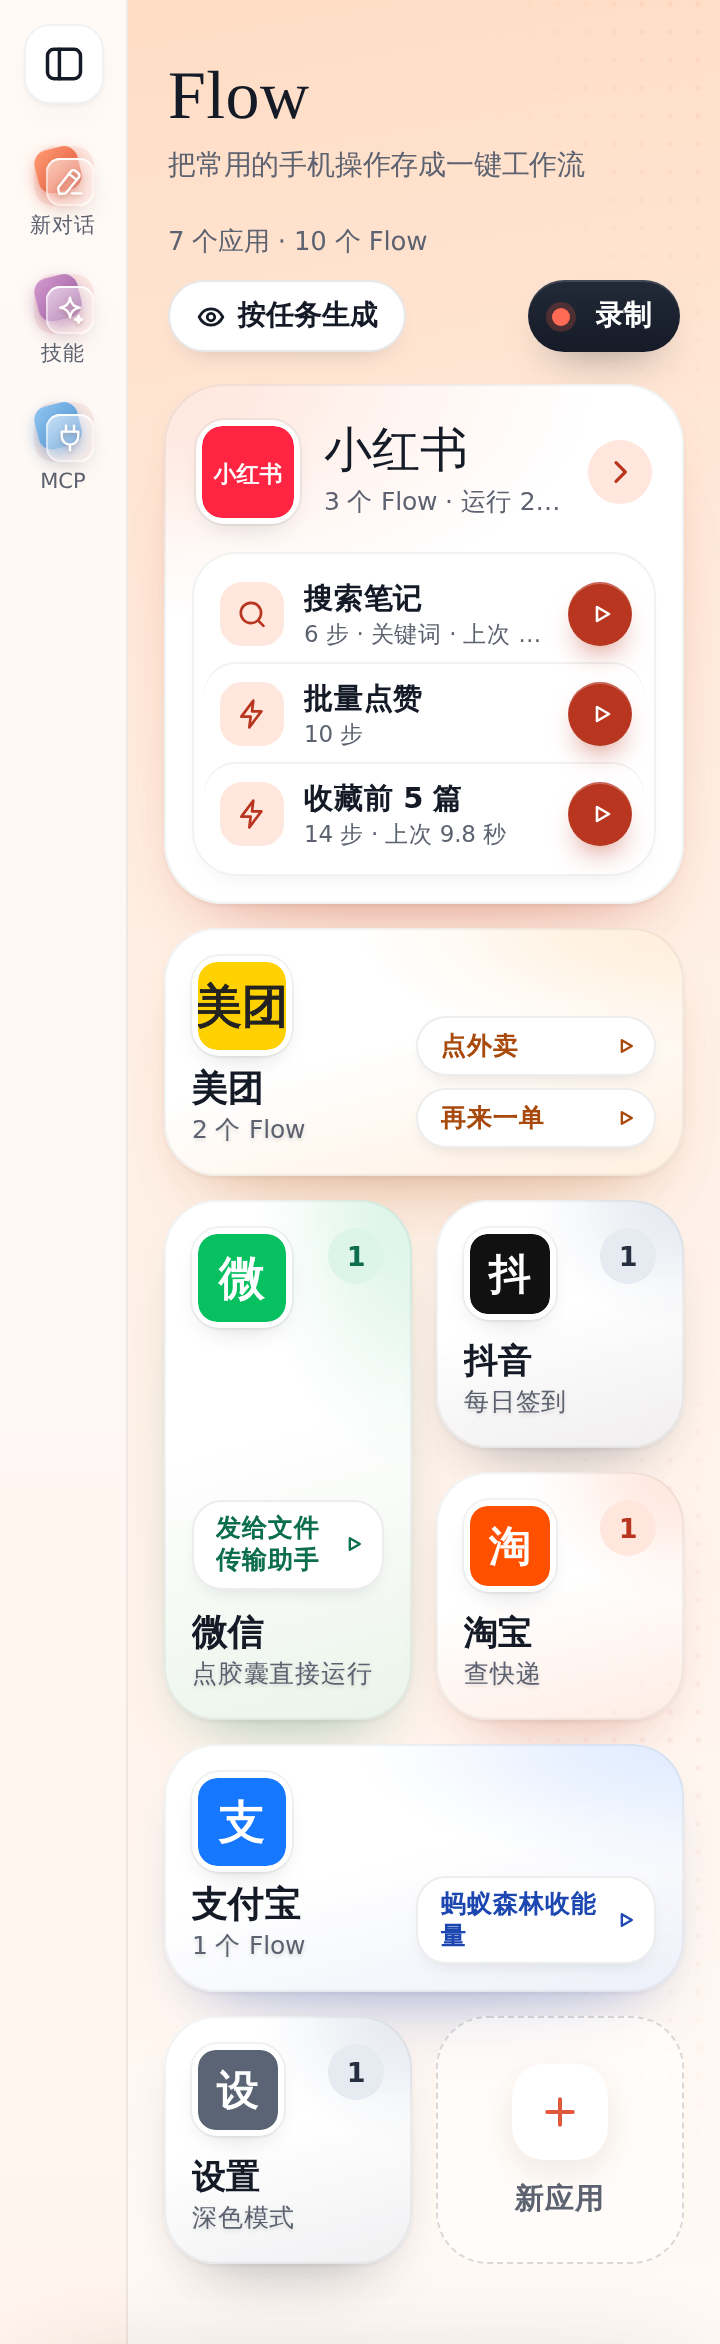 新对话
技能
MCP
Flow
把常用的手机操作存成一键工作流
7 个应用 · 10 个 Flow
按任务生成
录制
小红书
小红书
3 个 Flow · 运行 2…
搜索笔记
6 步 · 关键词 · 上次 …
批量点赞
10 步
收藏前 5 篇
14 步 · 上次 9.8 秒
美团
美团
2 个 Flow
点外卖
再来一单
微
1
发给文件
传输助手
微信
点胶囊直接运行
抖
1
抖音
每日签到
淘
1
淘宝
查快递
支
支付宝
1 个 Flow
蚂蚁森林收能
量
设
1
设置
深色模式
新应用